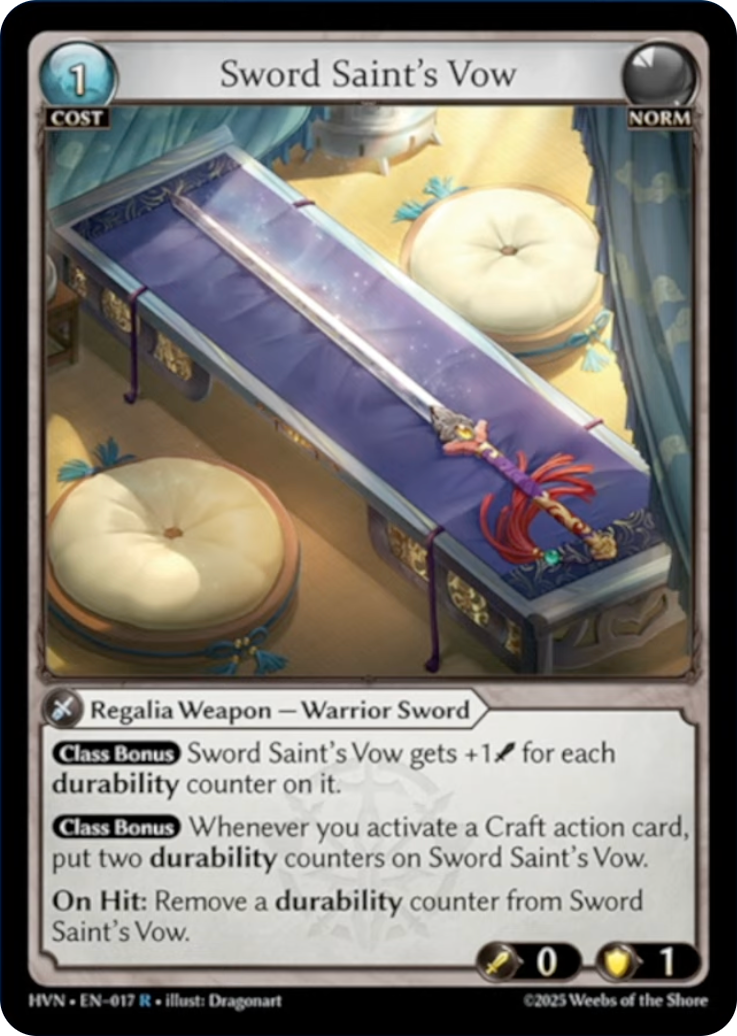 1
Sword Saint's Vow
COST
NORM
Regalia Weapon — Warrior Sword
Class Bonus Sword Saint's Vow gets +1 for each
durability counter on it.
Class Bonus Whenever you activate a Craft action card,
put two durability counters on Sword Saint's Vow.
On Hit: Remove a durability counter from Sword
Saint's Vow.
0
1
HVN • EN-017 R • illust: Dragonart
©2025 Weebs of the Shore